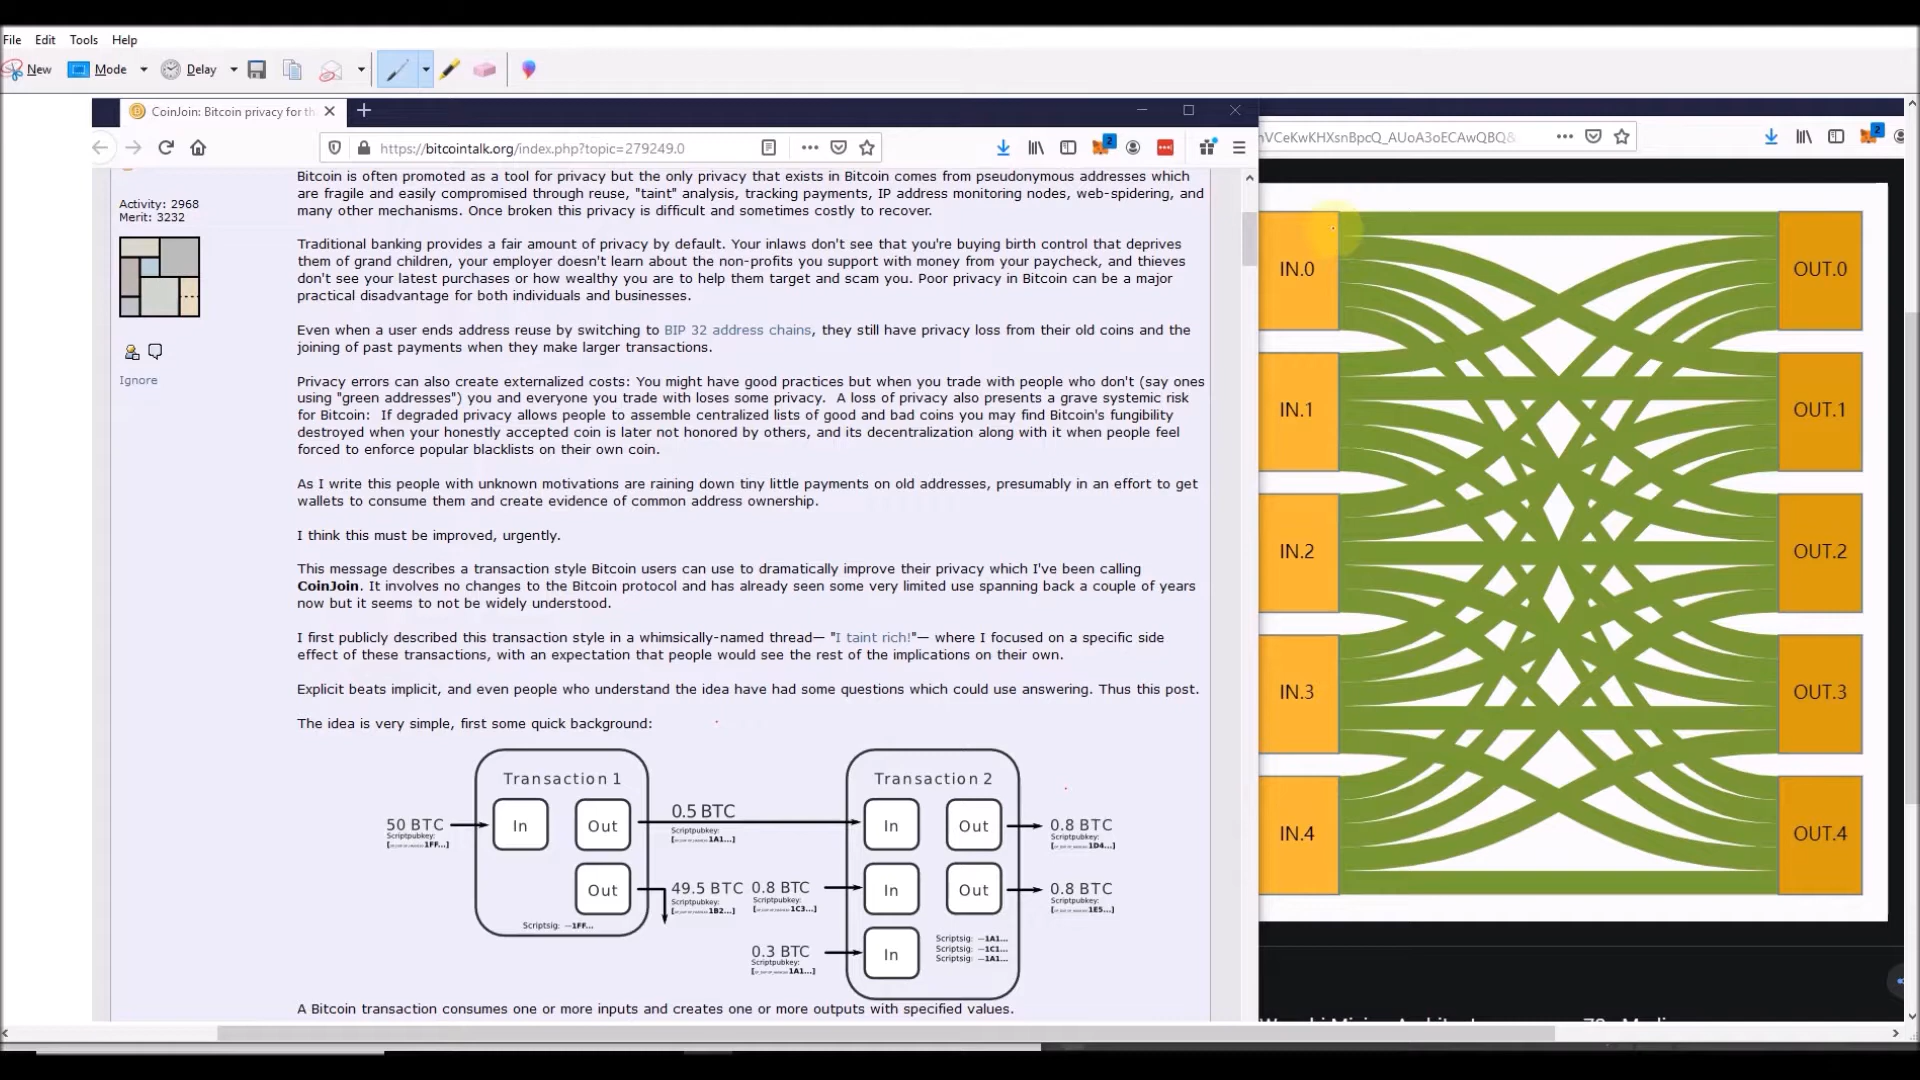 File Edit Tools Help
New Mode Delay
CoinJoin: Bitcoin privacy for th
https://bitcointalk.org/index.php?topic=279249.0
2
nVCeKwKHXsnBpcQ_AUoA3oECAwQBQ&
2
Activity: 2968
Merit: 3232
Ignore
Bitcoin is often promoted as a tool for privacy but the only privacy that exists in Bitcoin comes from pseudonymous addresses which
are fragile and easily compromised through reuse, "taint" analysis, tracking payments, IP address monitoring nodes, web-spidering, and
many other mechanisms. Once broken this privacy is difficult and sometimes costly to recover.
Traditional banking provides a fair amount of privacy by default. Your inlaws don't see that you're buying birth control that deprives
them of grand children, your employer doesn't learn about the non-profits you support with money from your paycheck, and thieves
don't see your latest purchases or how wealthy you are to help them target and scam you. Poor privacy in Bitcoin can be a major
practical disadvantage for both individuals and businesses.
Even when a user ends address reuse by switching to BIP 32 address chains, they still have privacy loss from their old coins and the
joining of past payments when they make larger transactions.
Privacy errors can also create externalized costs: You might have good practices but when you trade with people who don't (say ones
using "green addresses") you and everyone you trade with loses some privacy. A loss of privacy also presents a grave systemic risk
for Bitcoin: If degraded privacy allows people to assemble centralized lists of good and bad coins you may find Bitcoin's fungibility
destroyed when your honestly accepted coin is later not honored by others, and its decentralization along with it when people feel
forced to enforce popular blacklists on their own coin.
As I write this people with unknown motivations are raining down tiny little payments on old addresses, presumably in an effort to get
wallets to consume them and create evidence of common address ownership.
I think this must be improved, urgently.
This message describes a transaction style Bitcoin users can use to dramatically improve their privacy which I've been calling
CoinJoin. It involves no changes to the Bitcoin protocol and has already seen some very limited use spanning back a couple of years
now but it seems to not be widely understood.
I first publicly described this transaction style in a whimsically-named thread— "I taint rich!"— where I focused on a specific side
effect of these transactions, with an expectation that people would see the rest of the implications on their own.
Explicit beats implicit, and even people who understand the idea have had some questions which could use answering. Thus this post.
The idea is very simple, first some quick background:
Transaction 1
50 BTC
Scriptpubkey:
1FF...]
In
Out
Out
Scriptsig: —1FF...
0.5 BTC
Scriptpubkey:
1A1...]
49.5 BTC
Scriptpubkey:
1B2...]
0.8 BTC
Scriptpubkey:
1C3...]
0.3 BTC
Scriptpubkey:
1A1...]
Transaction 2
In
In
In
Out
Out
Scriptsig: —1A1...
Scriptsig: —1C1...
Scriptsig: —1A1...
0.8 BTC
Scriptpubkey:
1D4...]
0.8 BTC
Scriptpubkey:
1E5...]
A Bitcoin transaction consumes one or more inputs and creates one or more outputs with specified values.
IN.0
IN.1
IN.2
IN.3
IN.4
OUT.0
OUT.1
OUT.2
OUT.3
OUT.4